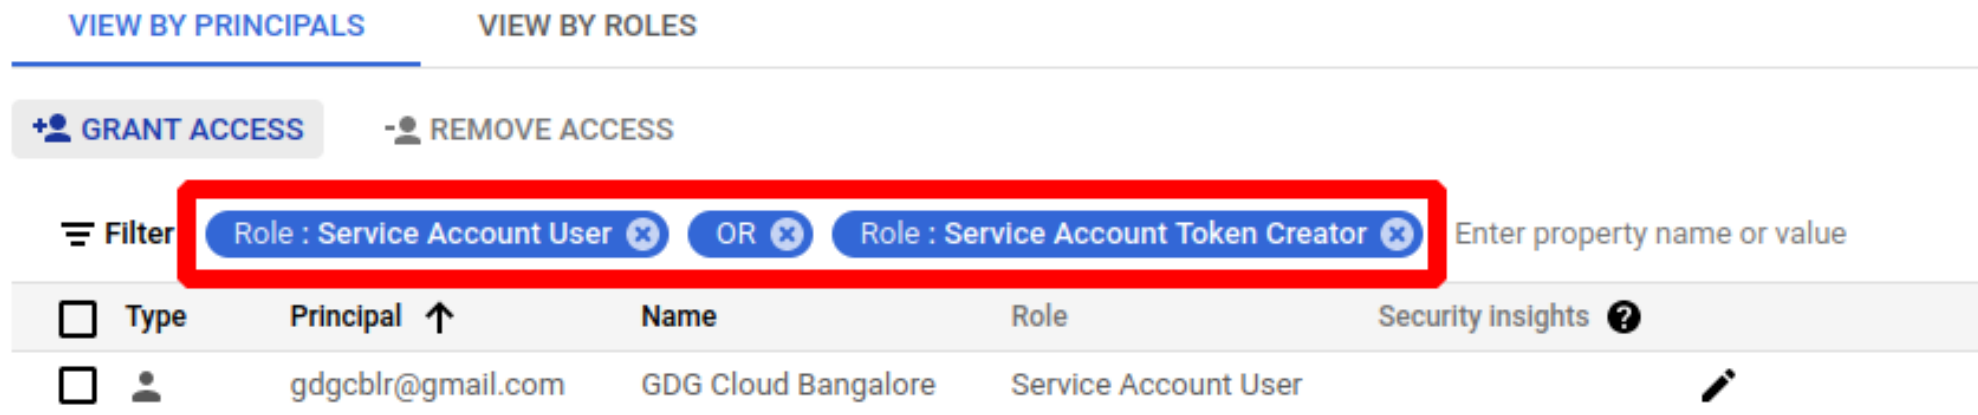 VIEW BY PRINCIPALS VIEW BY ROLES
GRANT ACCESS REMOVE ACCESS
Filter Role : Service Account User OR Role : Service Account Token Creator Enter property name or value
Type Principal Name Role Security insights
gdgcblr@gmail.com GDG Cloud Bangalore Service Account User